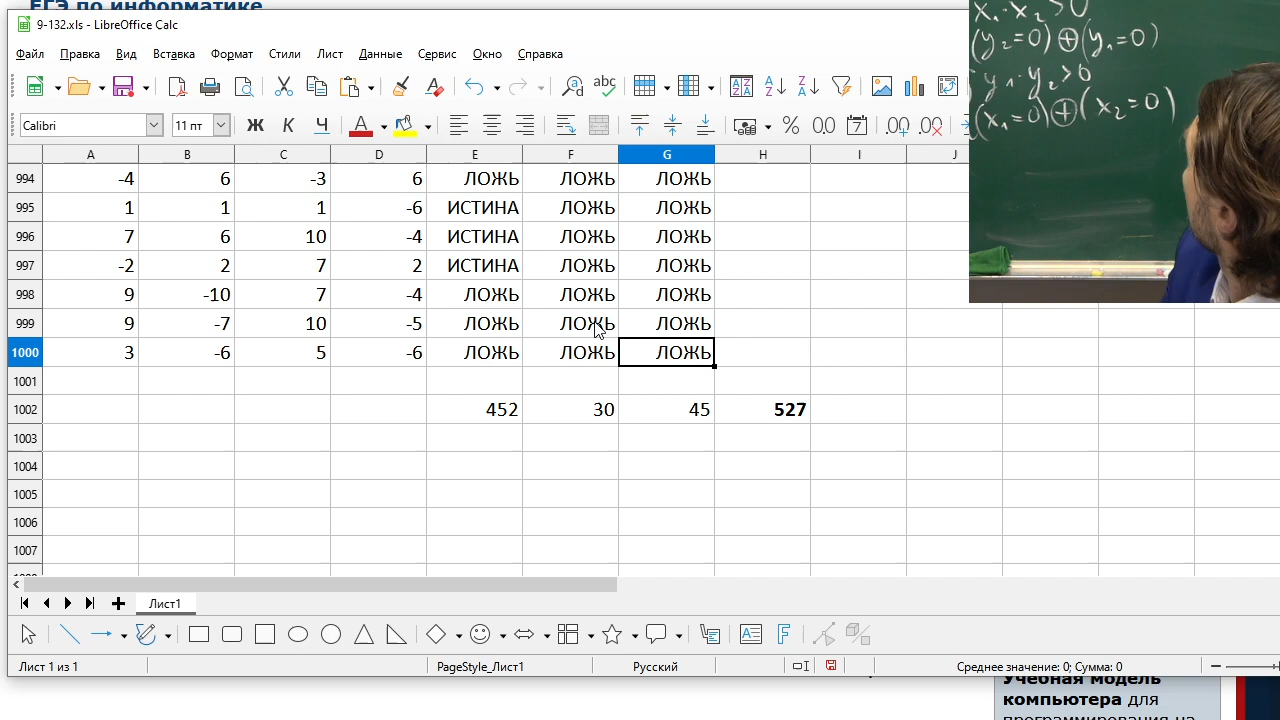 ЕГЭ по информатике
9-132.xls - LibreOffice Calc
Файл Правка Вид Вставка Формат Стили Лист Данные Сервис Окно Справка
Calibri 11 пт Ж К Ч
A B C D E F G H I J
994 -4 6 -3 6 ЛОЖЬ ЛОЖЬ ЛОЖЬ
995 1 1 1 -6 ИСТИНА ЛОЖЬ ЛОЖЬ
996 7 6 10 -4 ИСТИНА ЛОЖЬ ЛОЖЬ
997 -2 2 7 2 ИСТИНА ЛОЖЬ ЛОЖЬ
998 9 -10 7 -4 ЛОЖЬ ЛОЖЬ ЛОЖЬ
999 9 -7 10 -5 ЛОЖЬ ЛОЖЬ ЛОЖЬ
1000 3 -6 5 -6 ЛОЖЬ ЛОЖЬ ЛОЖЬ
1001
1002 452 30 45 527
1003
1004
1005
1006
1007
Лист1
Лист 1 из 1 PageStyle_Лист1 Русский Среднее значение: 0; Сумма: 0
x₁·x₂>0
(y₂=0)⊕(y₁=0)
y₁·y₂>0
(x₁=0)⊕(x₂=0)
Учебная модель
компьютера для
программирования на